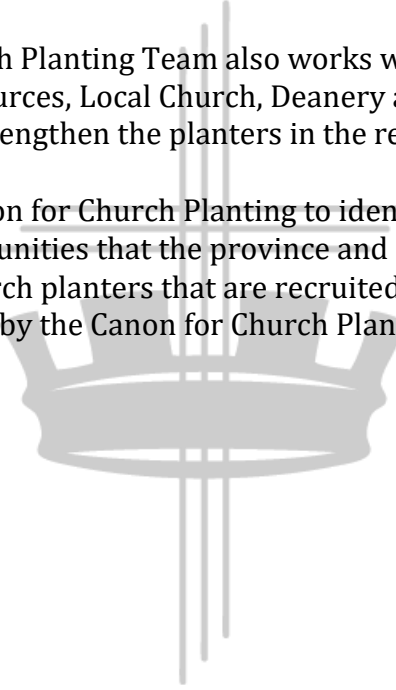 h Planting Team also works w
urces, Local Church, Deanery a
engthen the planters in the re
on for Church Planting to iden
unities that the province and
rch planters that are recruited
by the Canon for Church Plan